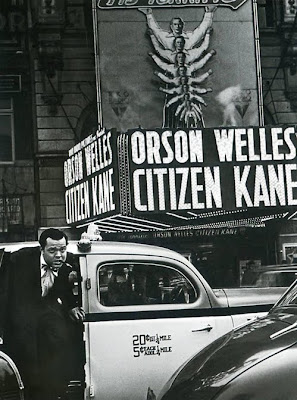 ORSON WELLES
CITIZEN KANE
ORSON WELLES
CITIZEN KANE
ORSON WELLES CITIZEN KANE
20¢ 1ST ¼ MILE
5¢ EACH ADDL ¼ MILE